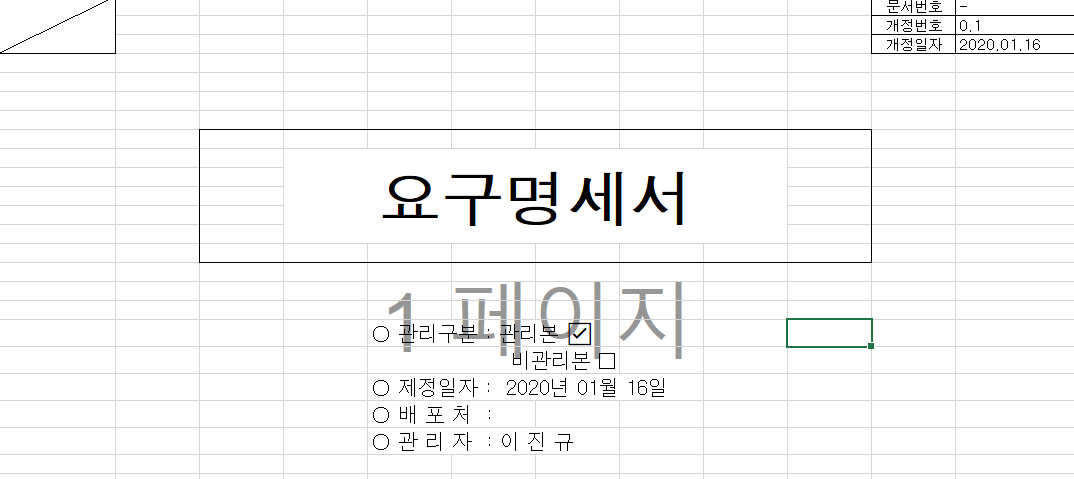 문서번호 -
개정번호 0.1
개정일자 2020.01.16
요구명세서
1 페이지
○ 관리구분 : 관리본 ☑
비관리본 □
○ 제정일자 : 2020년 01월 16일
○ 배 포 처 :
○ 관 리 자 : 이 진 규